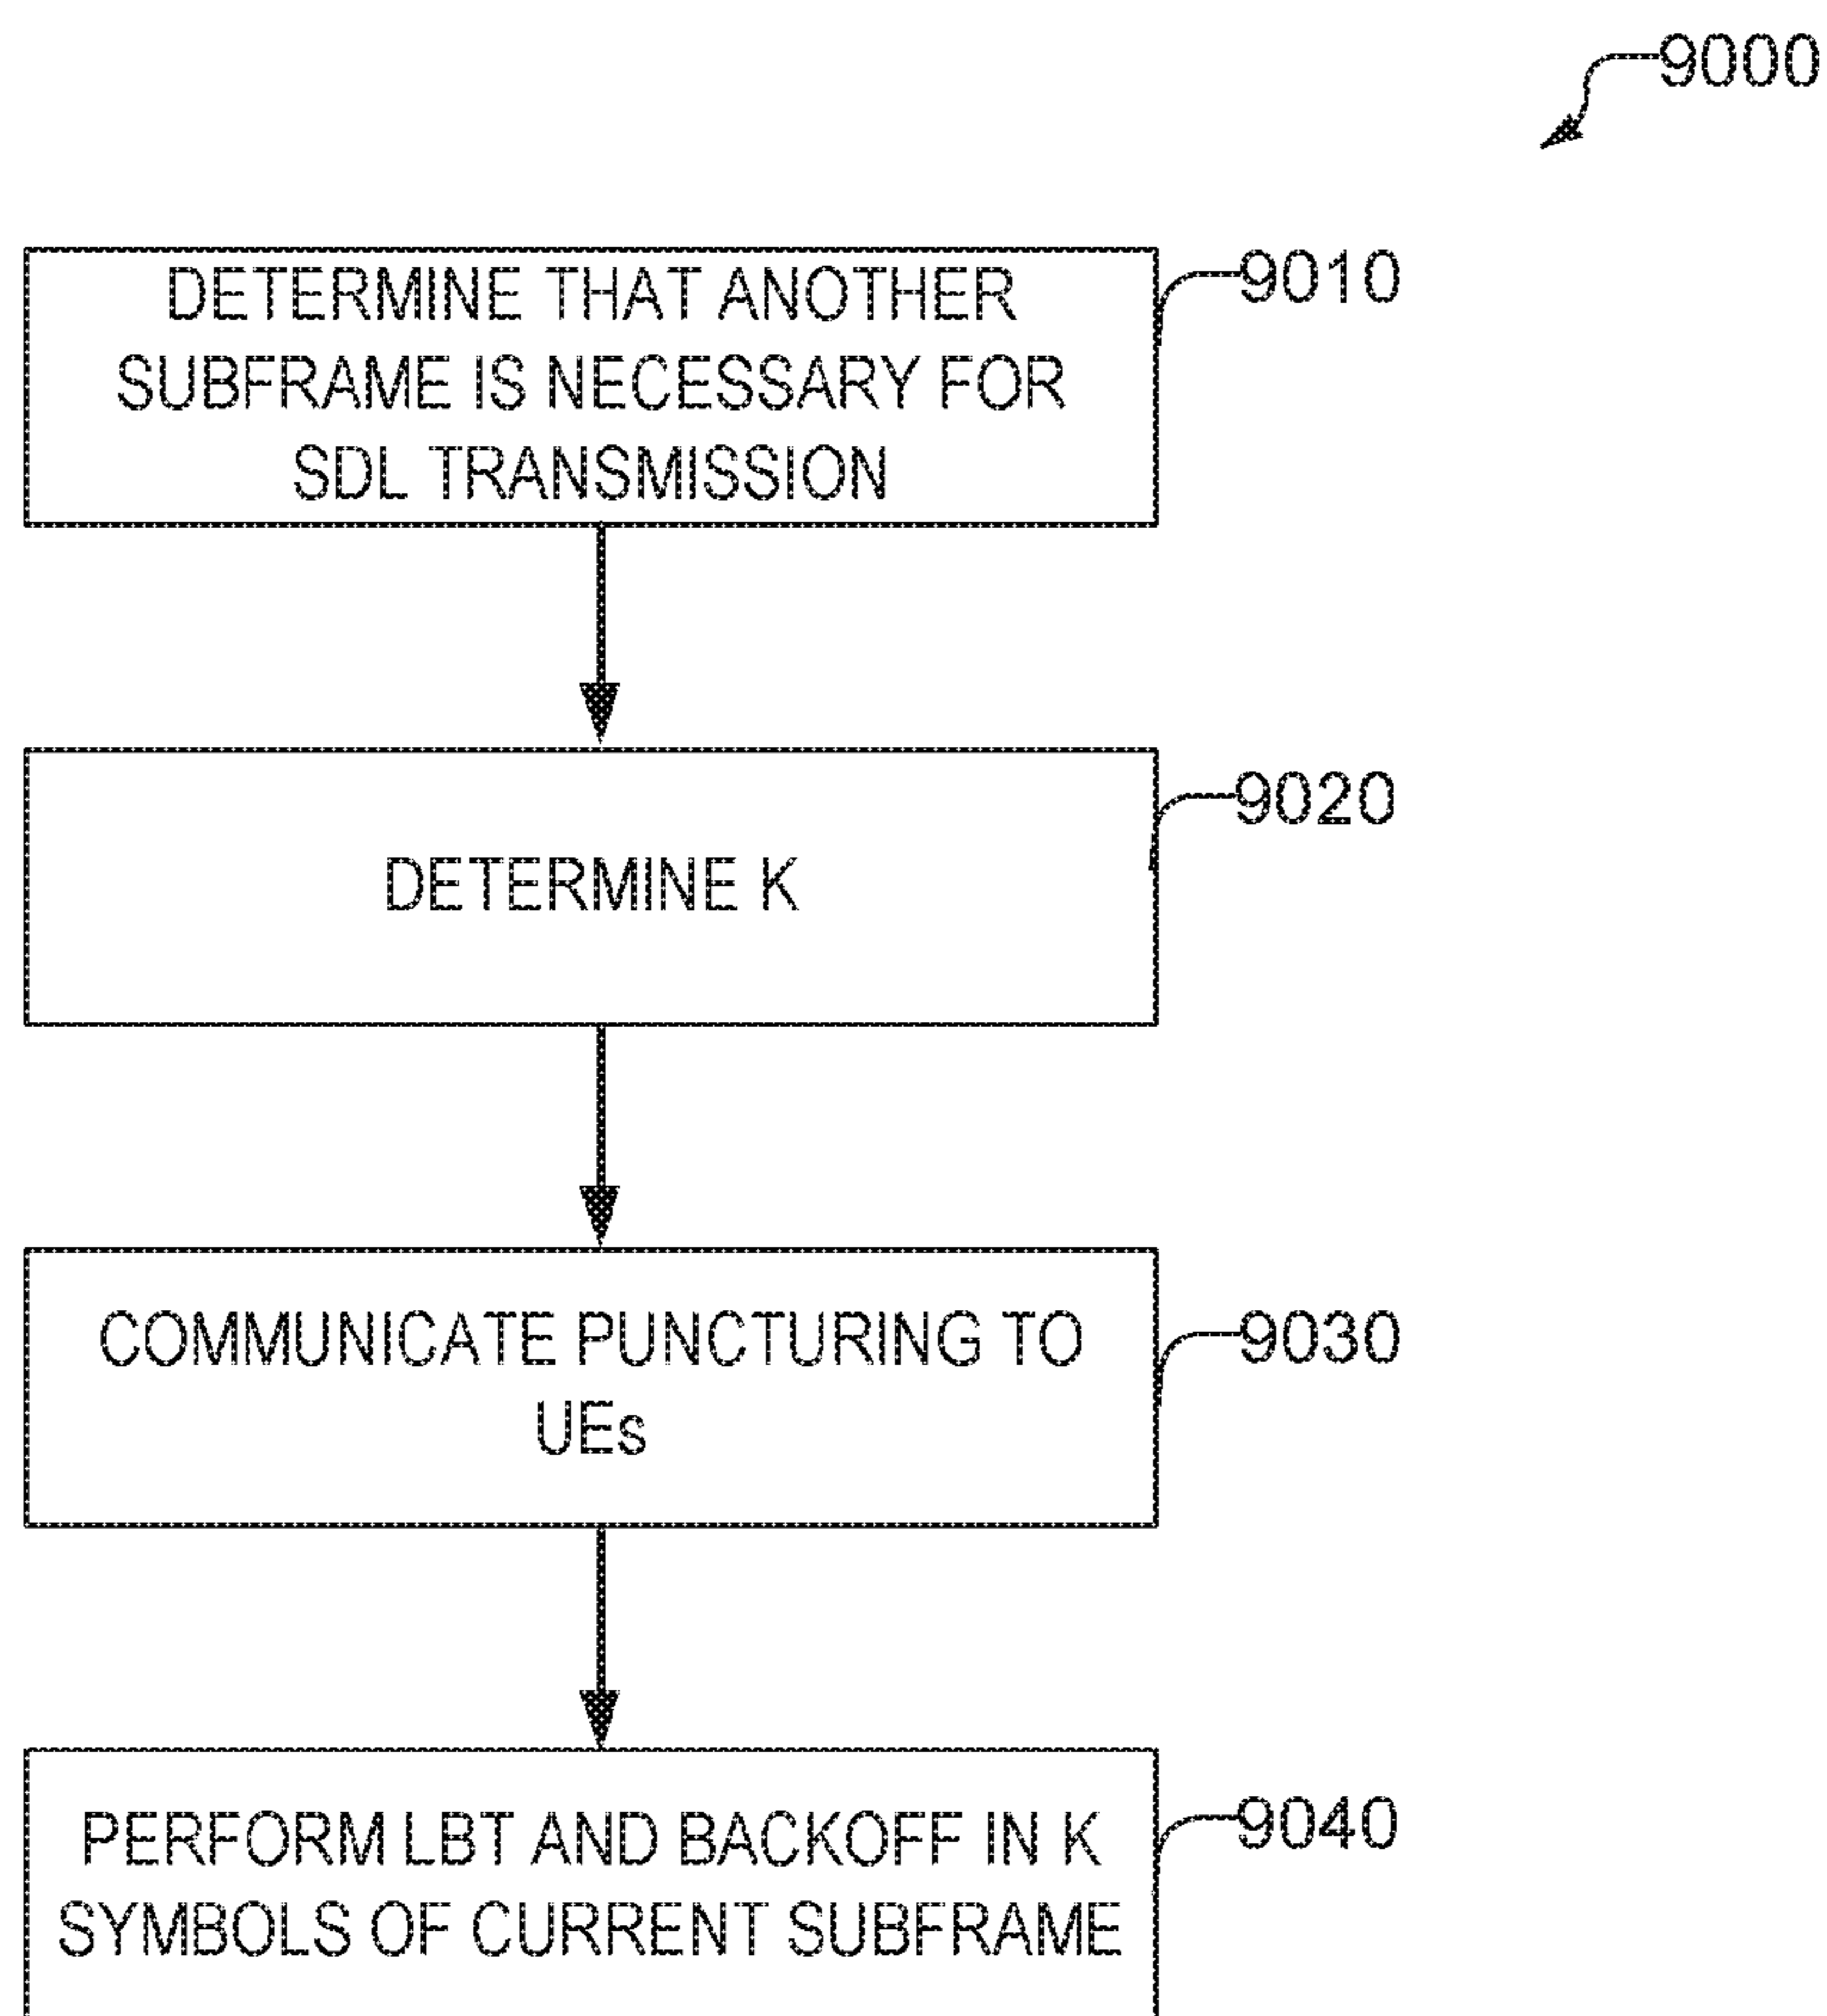 9000
DETERMINE THAT ANOTHER
SUBFRAME IS NECESSARY FOR
SDL TRANSMISSION
9010
DETERMINE K
9020
COMMUNICATE PUNCTURING TO
UEs
9030
PERFORM LBT AND BACKOFF IN K
SYMBOLS OF CURRENT SUBFRAME
9040